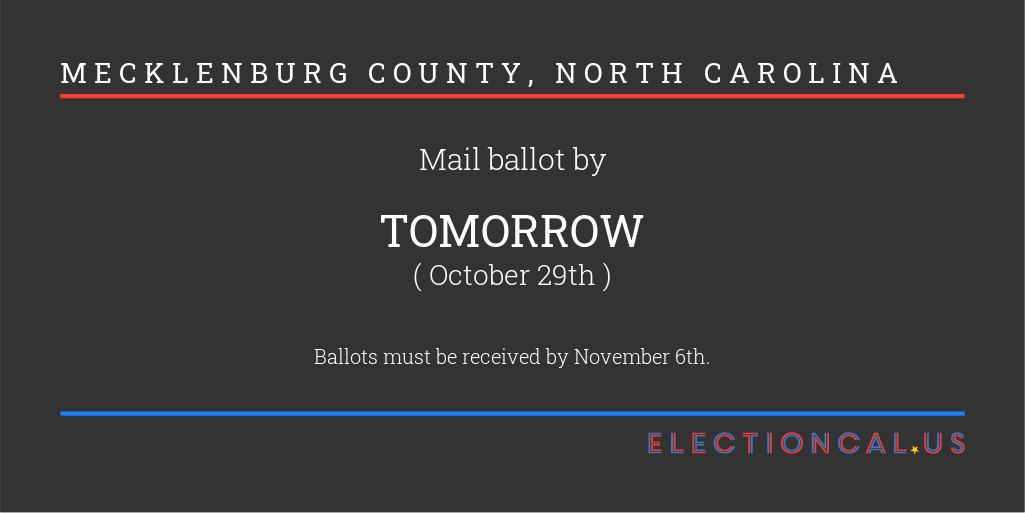 MECKLENBURG COUNTY, NORTH CAROLINA
Mail ballot by
TOMORROW
( October 29th )
Ballots must be received by November 6th.
ELECTIONCAL.US